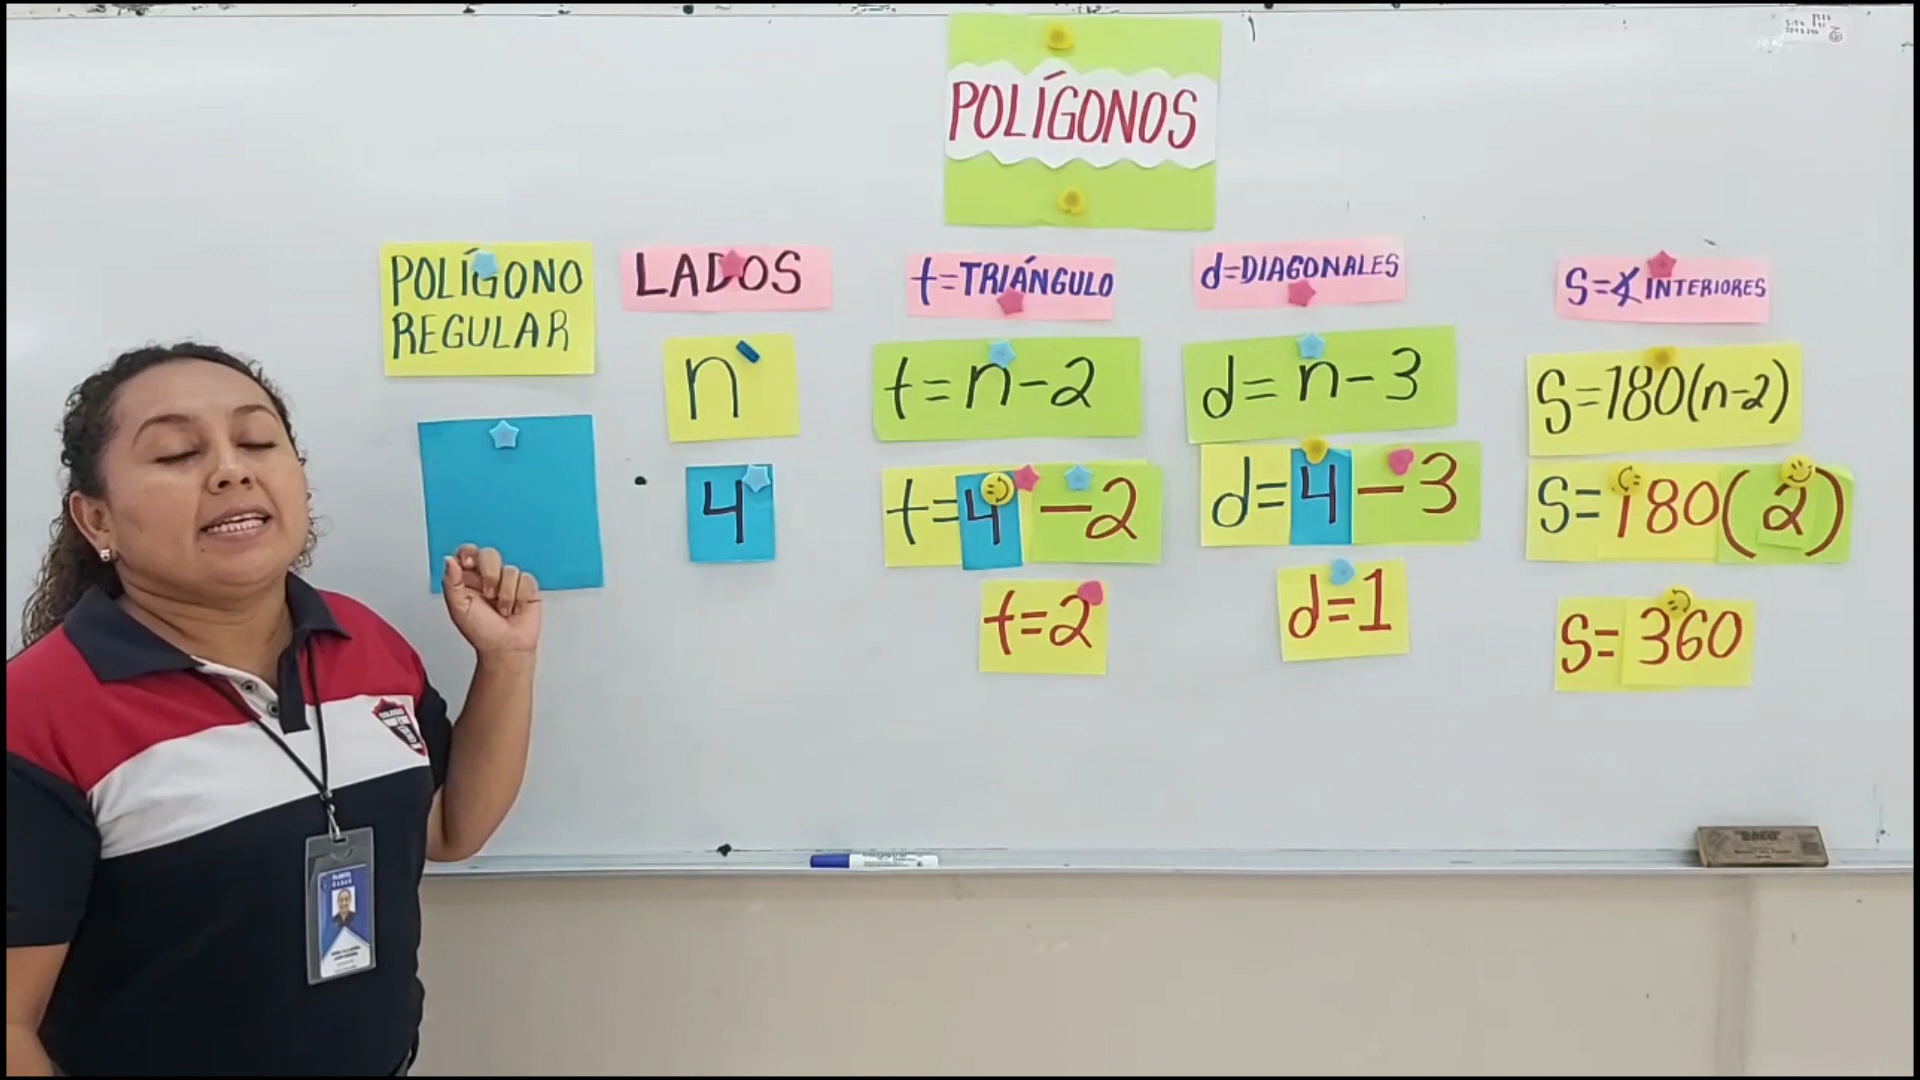 POLÍGONOS
POLÍGONO
REGULAR
LADOS
t=TRIÁNGULO
d=DIAGONALES
S=∢ INTERIORES
n
t=n-2
d=n-3
S=180(n-2)
4
t=4-2
d=4-3
S=180(2)
t=2
d=1
S=360